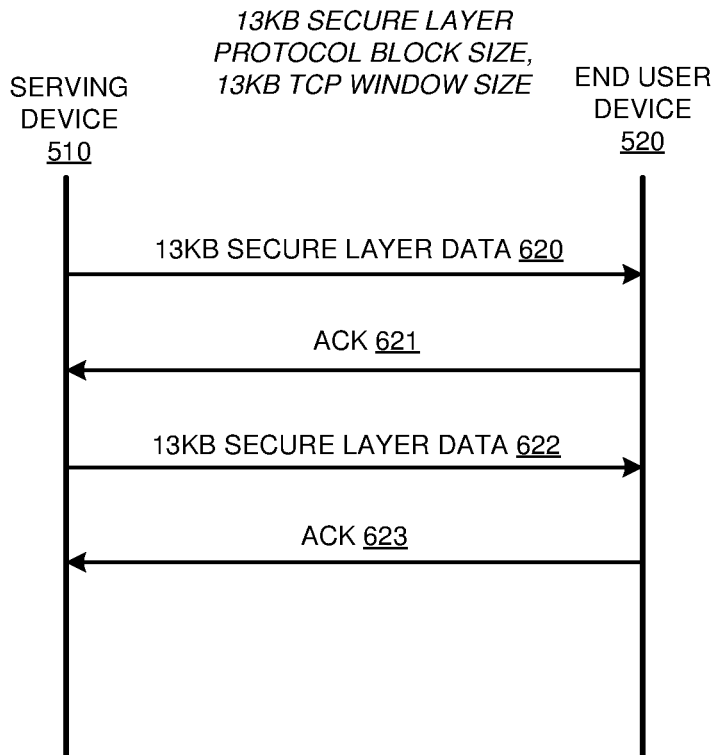 13KB SECURE LAYER
PROTOCOL BLOCK SIZE,
13KB TCP WINDOW SIZE
SERVING
DEVICE
510
END USER
DEVICE
520
13KB SECURE LAYER DATA 620
ACK 621
13KB SECURE LAYER DATA 622
ACK 623